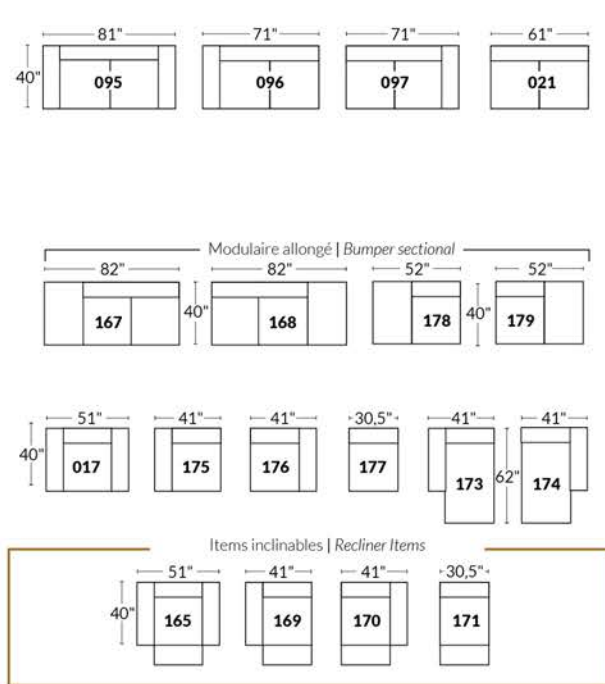 81" 71" 71" 61"
40" 095 096 097 021
Modulaire allongé | Bumper sectional
82" 82" 52" 52"
167 40" 168 178 40" 179
51" 41" 41" 30,5" 41" 41"
40" 017 175 176 177 173 62" 174
Items inclinables | Recliner Items
51" 41" 41" 30,5"
40" 165 169 170 171